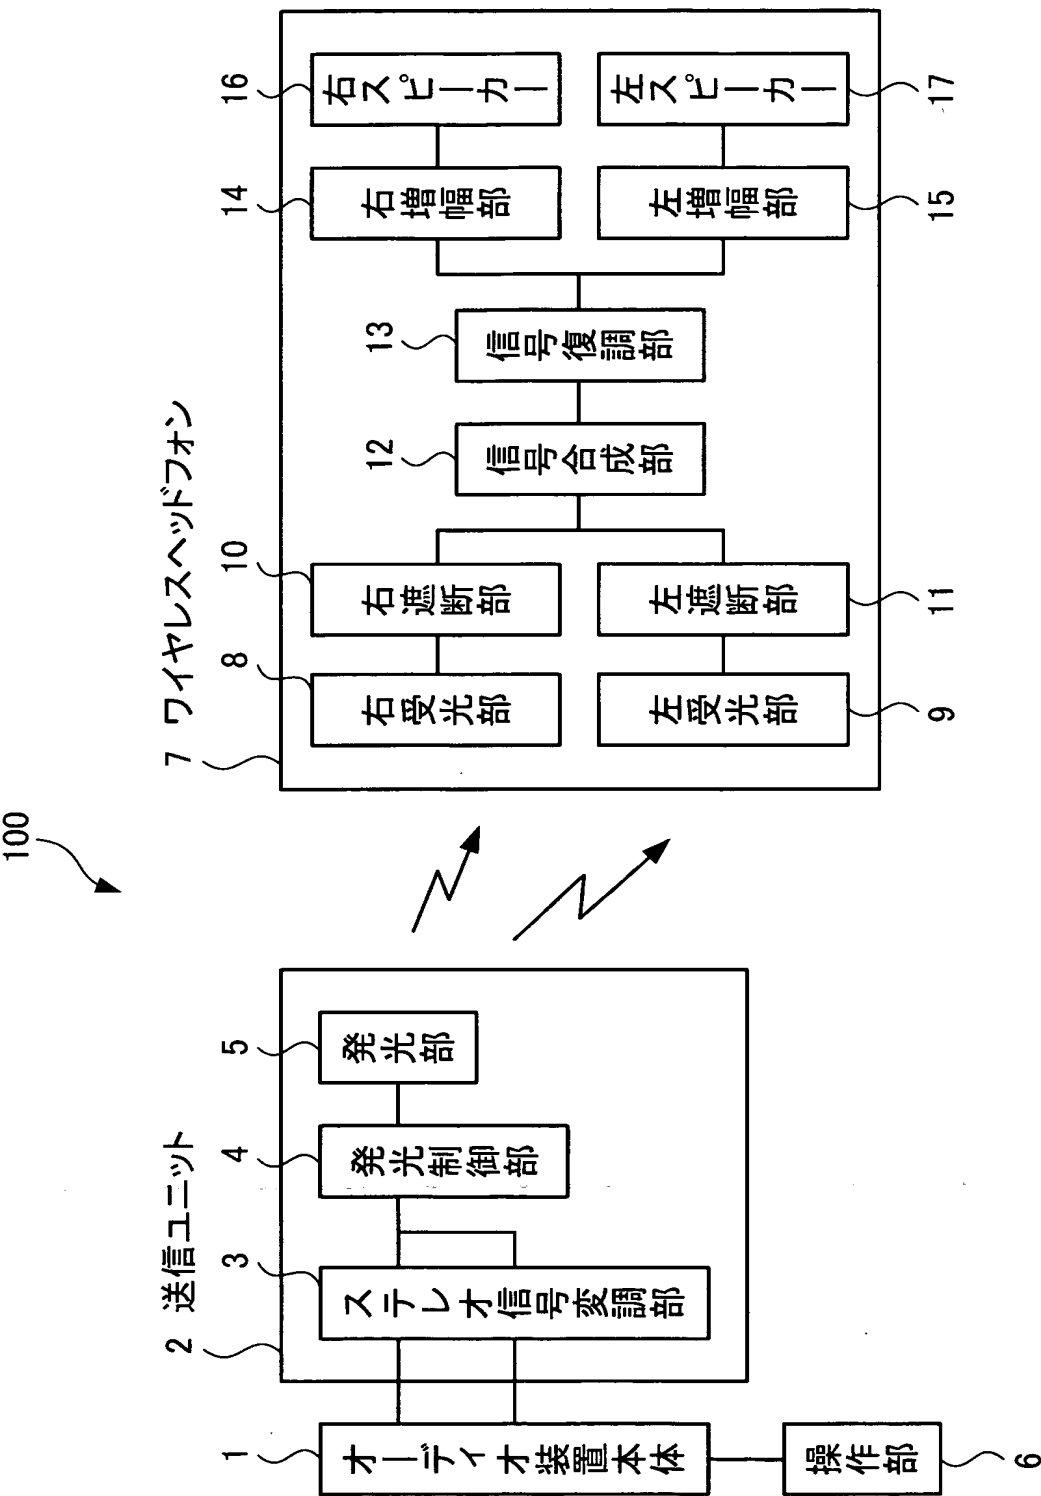 100
1
オーディオ装置本体
6
操作部
2 送信ユニット
3
ステレオ信号変調部
4
発光制御部
5
発光部
7 ワイヤレスヘッドフォン
8
右受光部
9
左受光部
10
右遮断部
11
左遮断部
12
信号合成部
13
信号復調部
14
右増幅部
15
左増幅部
16
右スピーカー
17
左スピーカー